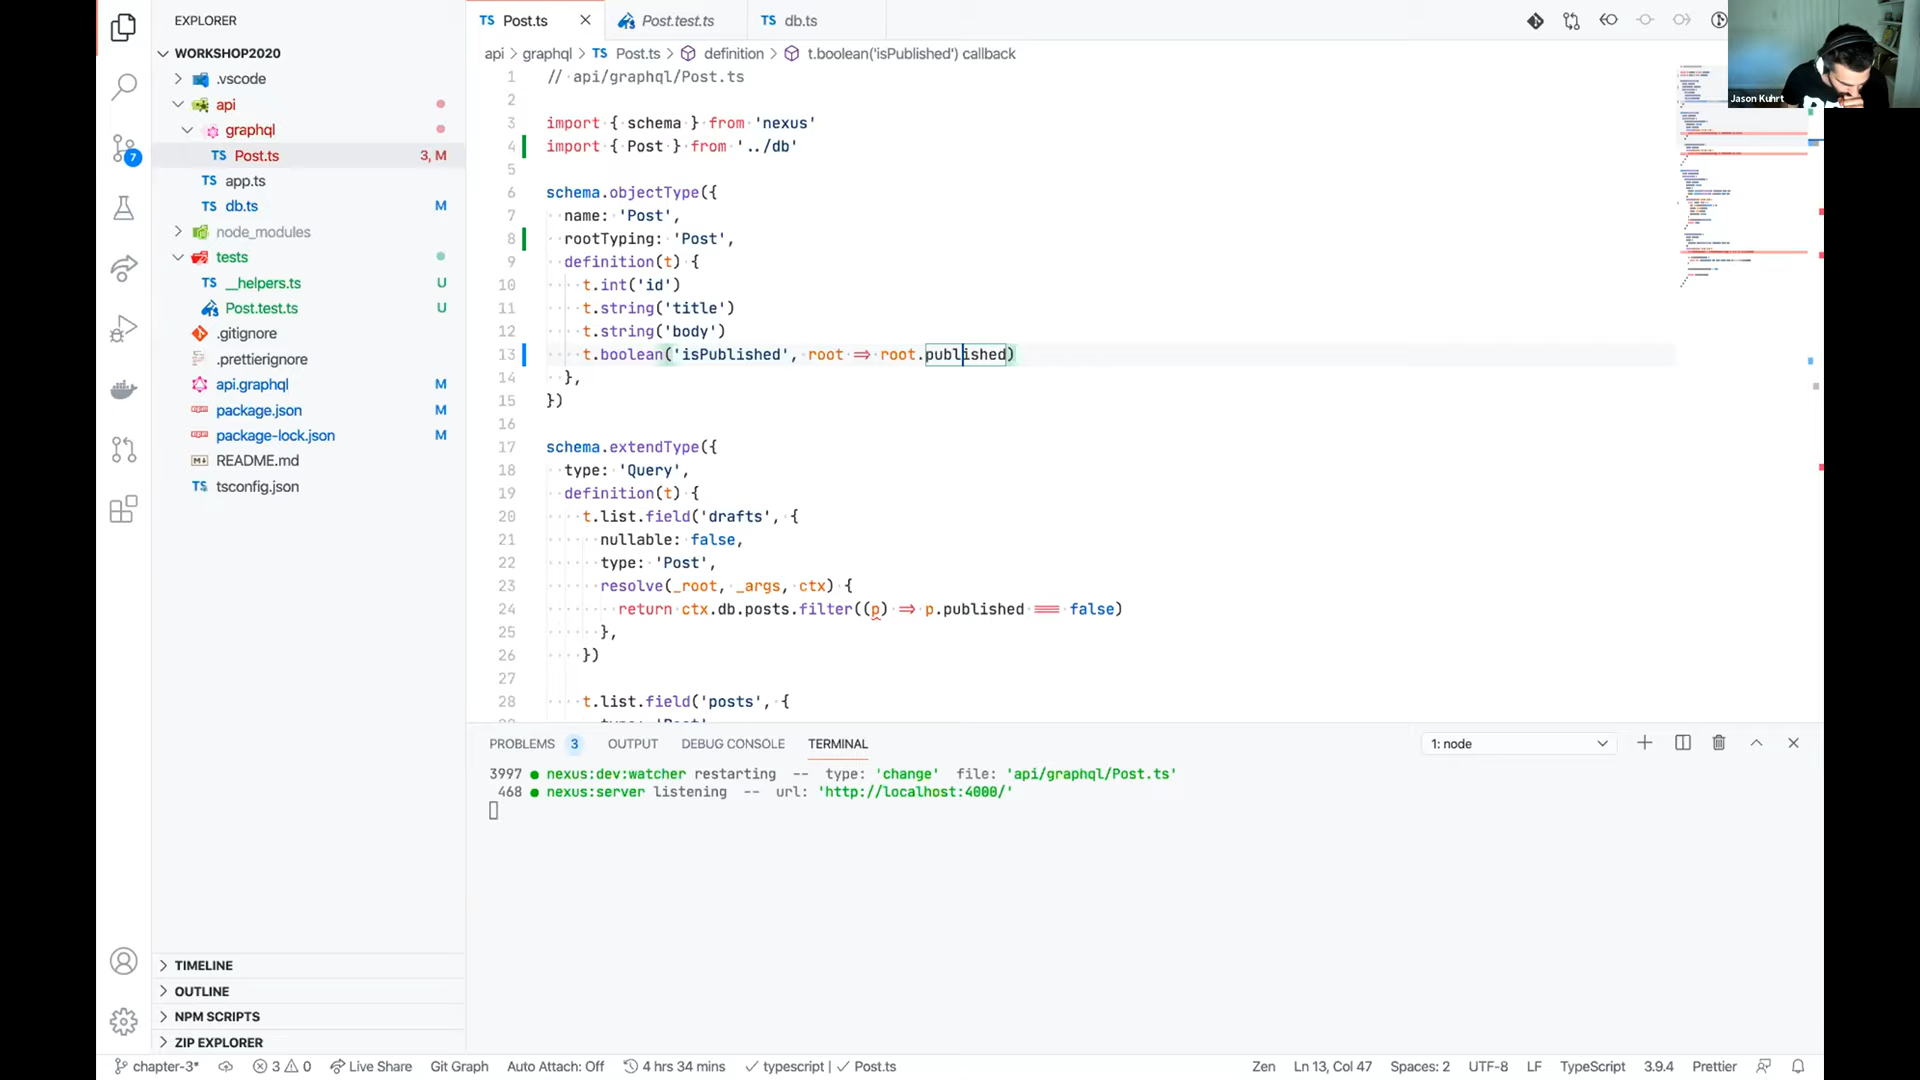 EXPLORER
WORKSHOP2020
.vscode
api
graphql
TS Post.ts 3, M
TS app.ts
TS db.ts M
node_modules
tests
TS __helpers.ts U
Post.test.ts U
.gitignore
.prettierignore
api.graphql M
package.json M
package-lock.json M
README.md
TS tsconfig.json
7
TIMELINE
OUTLINE
NPM SCRIPTS
ZIP EXPLORER
TS Post.ts
Post.test.ts
TS db.ts
api > graphql > TS Post.ts > definition > t.boolean('isPublished') callback
1 // api/graphql/Post.ts
2
3 import { schema } from 'nexus'
4 import { Post } from '../db'
5
6 schema.objectType({
7 name: 'Post',
8 rootTyping: 'Post',
9 definition(t) {
10 t.int('id')
11 t.string('title')
12 t.string('body')
13 t.boolean('isPublished', root => root.published)
14 },
15 })
16
17 schema.extendType({
18 type: 'Query',
19 definition(t) {
20 t.list.field('drafts', {
21 nullable: false,
22 type: 'Post',
23 resolve(_root, _args, ctx) {
24 return ctx.db.posts.filter((p) => p.published === false)
25 },
26 })
27
28 t.list.field('posts', {
Jason Kuhrt
PROBLEMS 3 OUTPUT DEBUG CONSOLE TERMINAL
1: node
3997 ● nexus:dev:watcher restarting -- type: 'change' file: 'api/graphql/Post.ts'
468 ● nexus:server listening -- url: 'http://localhost:4000/'
chapter-3* 3 0 Live Share Git Graph Auto Attach: Off 4 hrs 34 mins ✓ typescript | ✓ Post.ts Zen Ln 13, Col 47 Spaces: 2 UTF-8 LF TypeScript 3.9.4 Prettier